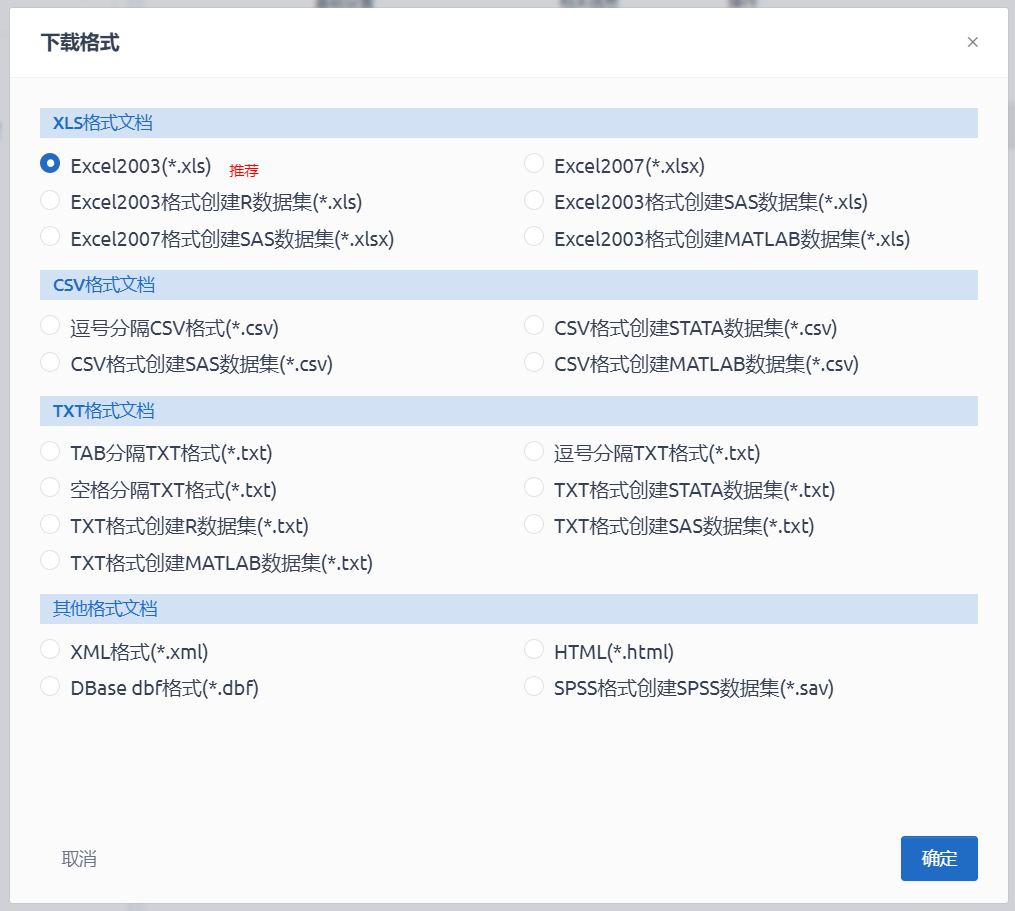 下载格式
×
XLS格式文档
Excel2003(*.xls) 推荐
Excel2007(*.xlsx)
Excel2003格式创建R数据集(*.xls)
Excel2003格式创建SAS数据集(*.xls)
Excel2007格式创建SAS数据集(*.xlsx)
Excel2003格式创建MATLAB数据集(*.xls)
CSV格式文档
逗号分隔CSV格式(*.csv)
CSV格式创建STATA数据集(*.csv)
CSV格式创建SAS数据集(*.csv)
CSV格式创建MATLAB数据集(*.csv)
TXT格式文档
TAB分隔TXT格式(*.txt)
逗号分隔TXT格式(*.txt)
空格分隔TXT格式(*.txt)
TXT格式创建STATA数据集(*.txt)
TXT格式创建R数据集(*.txt)
TXT格式创建SAS数据集(*.txt)
TXT格式创建MATLAB数据集(*.txt)
其他格式文档
XML格式(*.xml)
HTML(*.html)
DBase dbf格式(*.dbf)
SPSS格式创建SPSS数据集(*.sav)
取消
确定